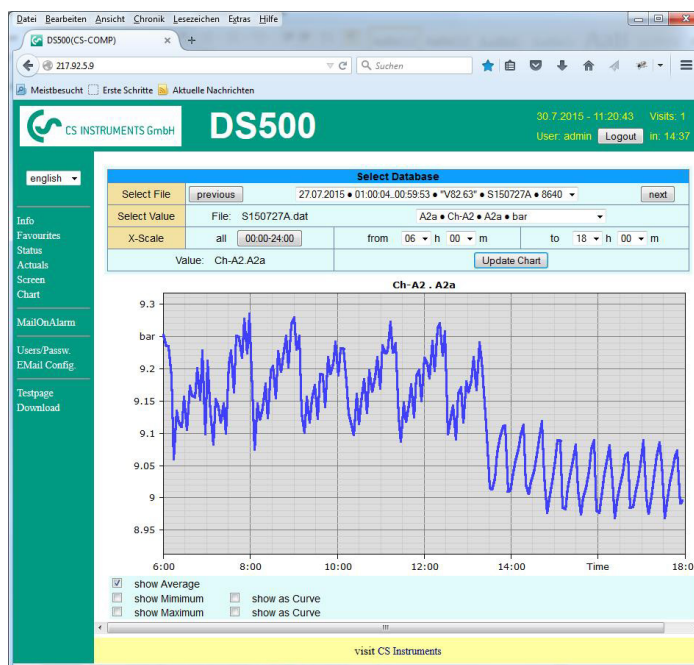 Datei Bearbeiten Ansicht Chronik Lesezeichen Extras Hilfe
DS500(CS-COMP) × +
217.92.5.9 Suchen
Meistbesucht Erste Schritte Aktuelle Nachrichten
CS INSTRUMENTS GmbH DS500
30.7.2015 - 11:20:43 Visits: 1
User: admin Logout in: 14:37
english
Info
Favourites
Status
Actuals
Screen
Chart
MailOnAlarm
Users/Passw.
EMail Config.
Testpage
Download
Select Database
Select File previous 27.07.2015 ● 01:00:04..00:59:53 ● "V82.63" ● S150727A ● 8640 next
Select Value File: S150727A.dat A2a ● Ch-A2 ● A2a ● bar
X-Scale all 00:00-24:00 from 06 h 00 m to 18 h 00 m
Value: Ch-A2.A2a Update Chart
Ch-A2 . A2a
9.3
bar
9.2
9.15
9.1
9.05
9
8.95
6:00 8:00 10:00 12:00 14:00 Time 18:0
show Average
show Mimimum show as Curve
show Maximum show as Curve
visit CS Instruments